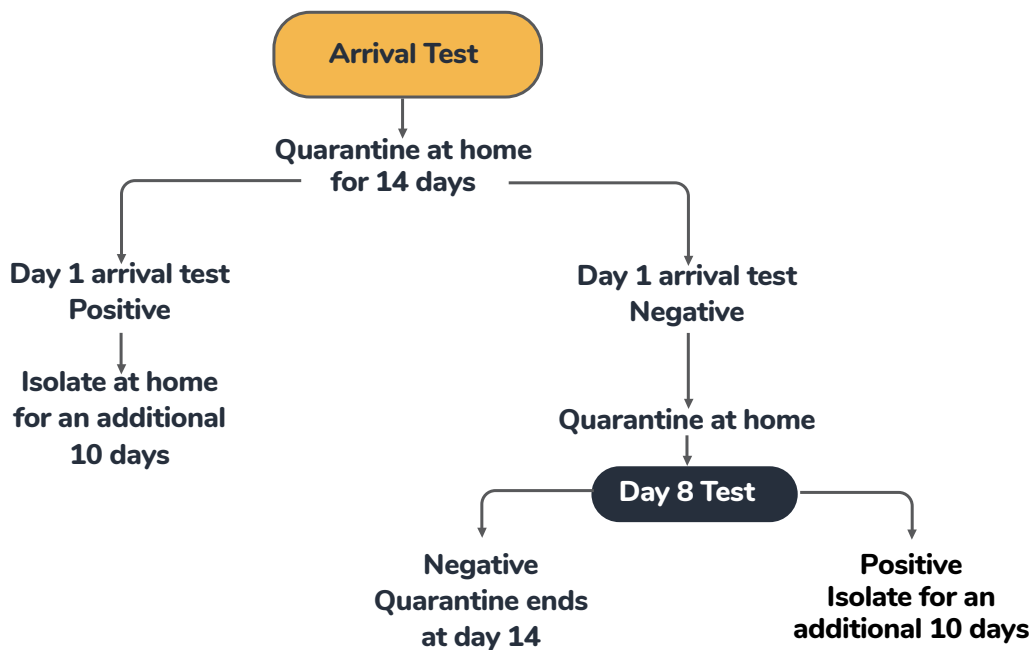 Arrival Test
Quarantine at home
for 14 days
Day 1 arrival test
Positive
Day 1 arrival test
Negative
Isolate at home
for an additional
10 days
Quarantine at home
Day 8 Test
Negative
Quarantine ends
at day 14
Positive
Isolate for an
additional 10 days